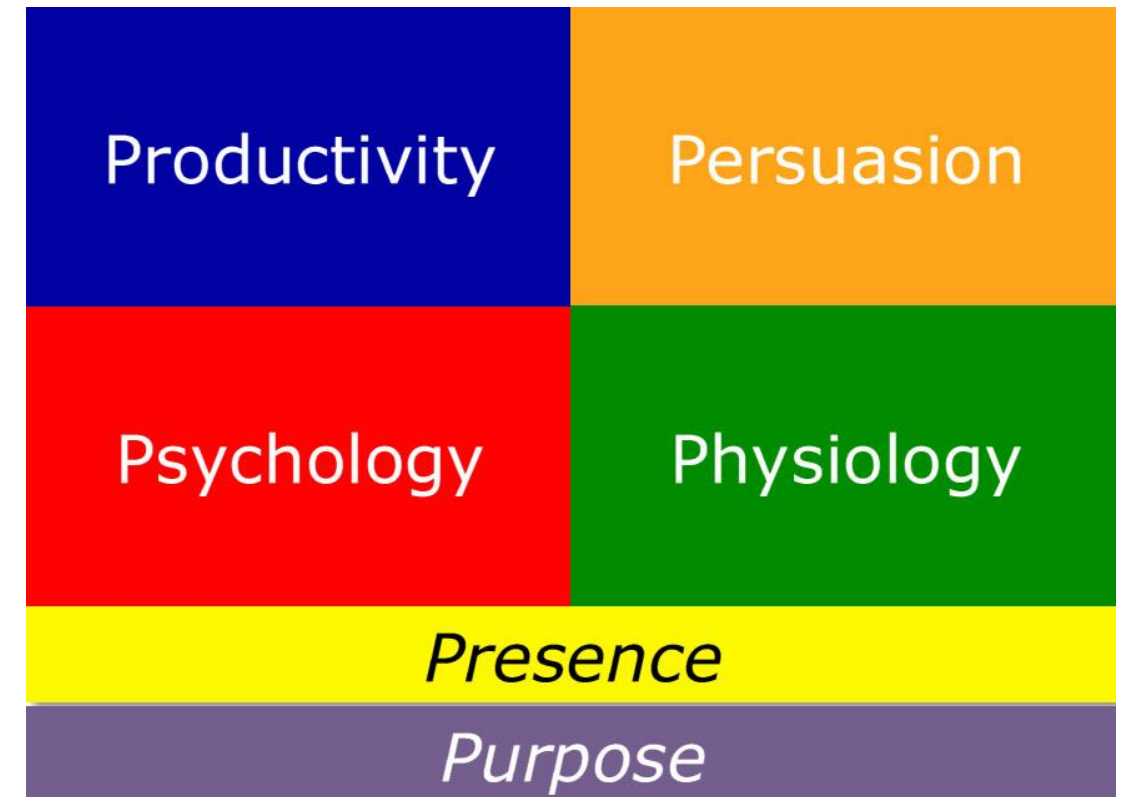 Productivity
Persuasion
Psychology
Physiology
Presence
Purpose